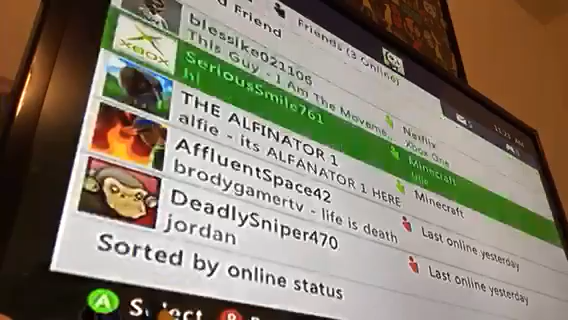 d Friend
Friends (3 Online)
blessike021106
This Guy - I Am The Moveme...
Netflix
Xbox One
XBOX
SeriousSmile761
hi
Minecraft
Idle
THE ALFINATOR 1
alfie - its ALFANATOR 1 HERE
Minecraft
AffluentSpace42
brodygamertv - life is death
Last online yesterday
DeadlySniper470
jordan
Last online yesterday
Sorted by online status
A Select
B